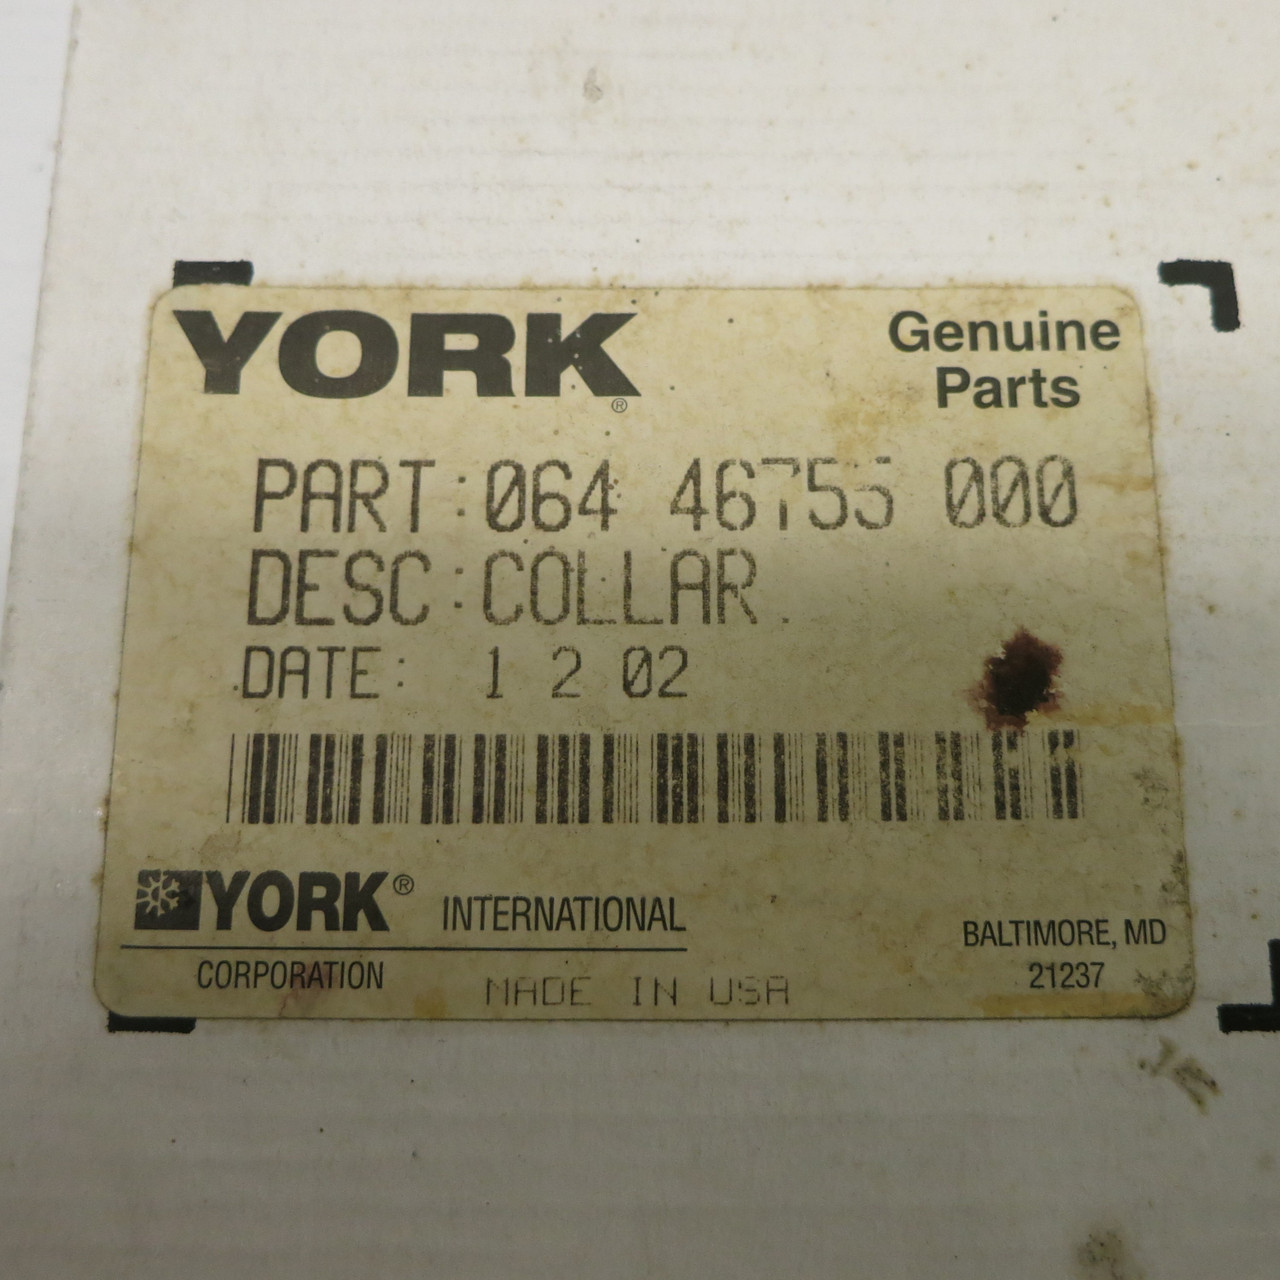 YORK®
Genuine
Parts
PART:064 000
DESC:COLLAR
DATE: 1 2 02
YORK® INTERNATIONAL
CORPORATION
MADE IN USA
BALTIMORE, MD
21237